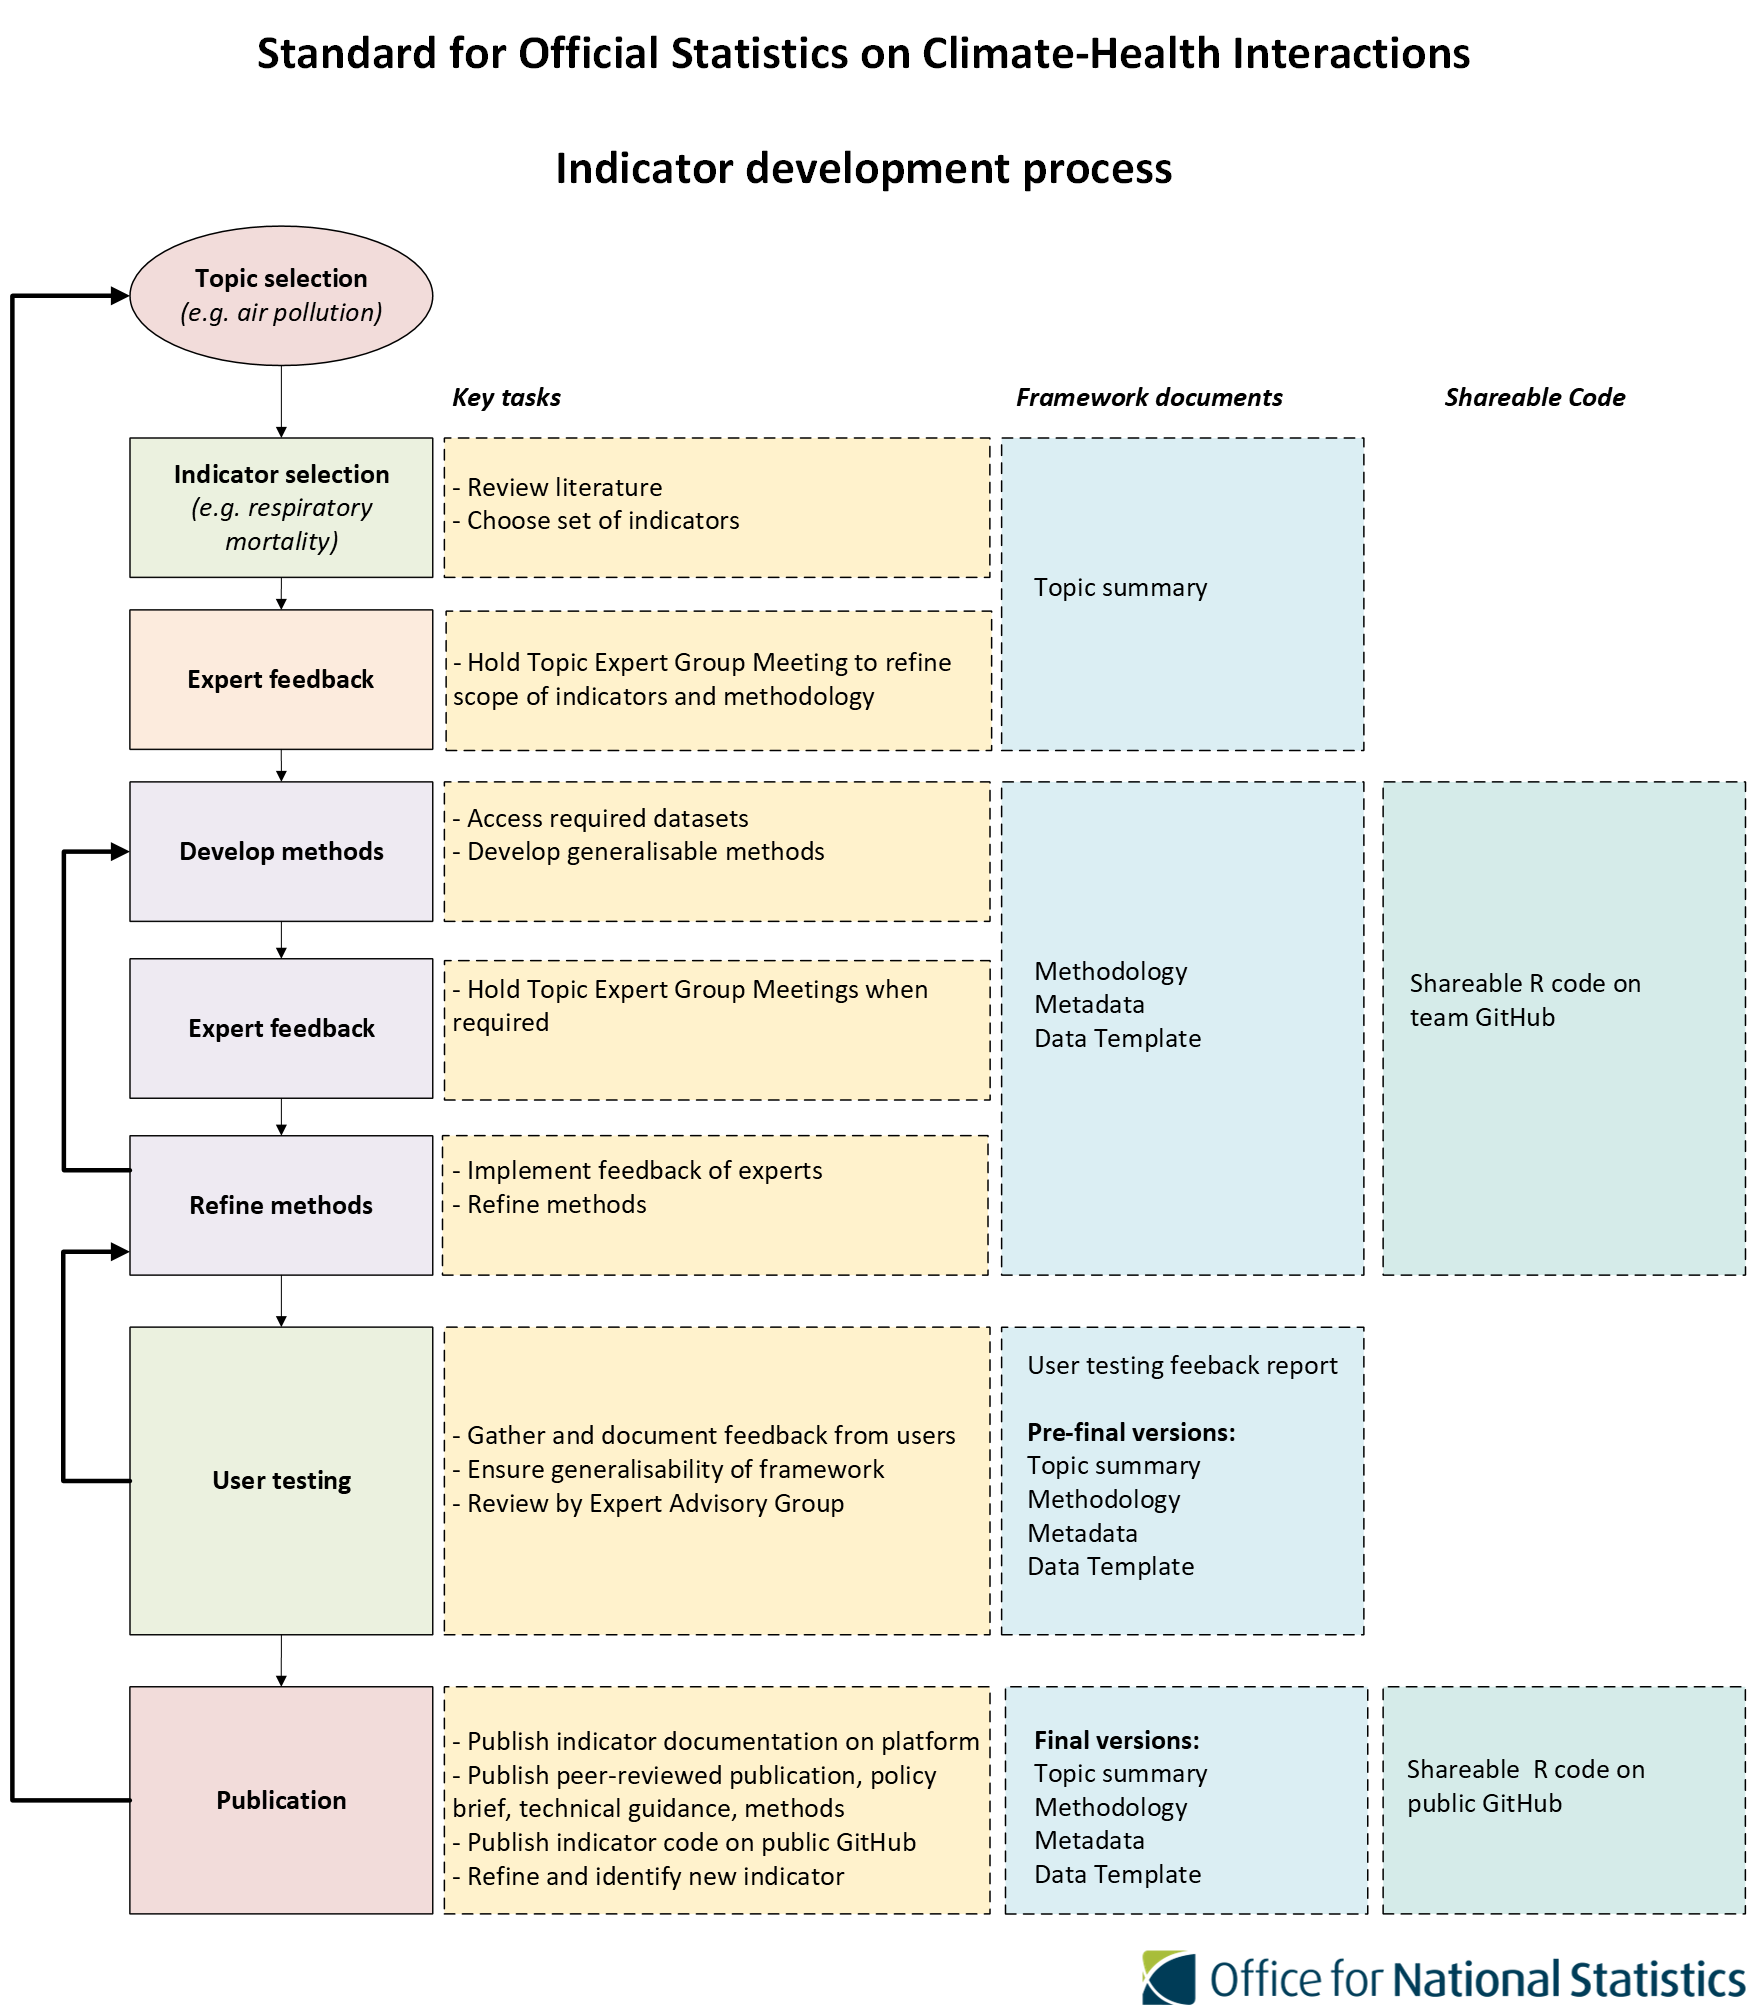 Standard for Official Statistics on Climate-Health Interactions
Indicator development process
Topic selection
(e.g. air pollution)
Key tasks
Framework documents
Shareable Code
Indicator selection
(e.g. respiratory
mortality)
- Review literature
- Choose set of indicators
Topic summary
Expert feedback
- Hold Topic Expert Group Meeting to refine
scope of indicators and methodology
Develop methods
- Access required datasets
- Develop generalisable methods
Methodology
Metadata
Data Template
Shareable R code on
team GitHub
Expert feedback
- Hold Topic Expert Group Meetings when
required
Refine methods
- Implement feedback of experts
- Refine methods
User testing
- Gather and document feedback from users
- Ensure generalisability of framework
- Review by Expert Advisory Group
User testing feeback report
Pre-final versions:
Topic summary
Methodology
Metadata
Data Template
Publication
- Publish indicator documentation on platform
- Publish peer-reviewed publication, policy
brief, technical guidance, methods
- Publish indicator code on public GitHub
- Refine and identify new indicator
Final versions:
Topic summary
Methodology
Metadata
Data Template
Shareable  R code on
public GitHub
Office for National Statistics